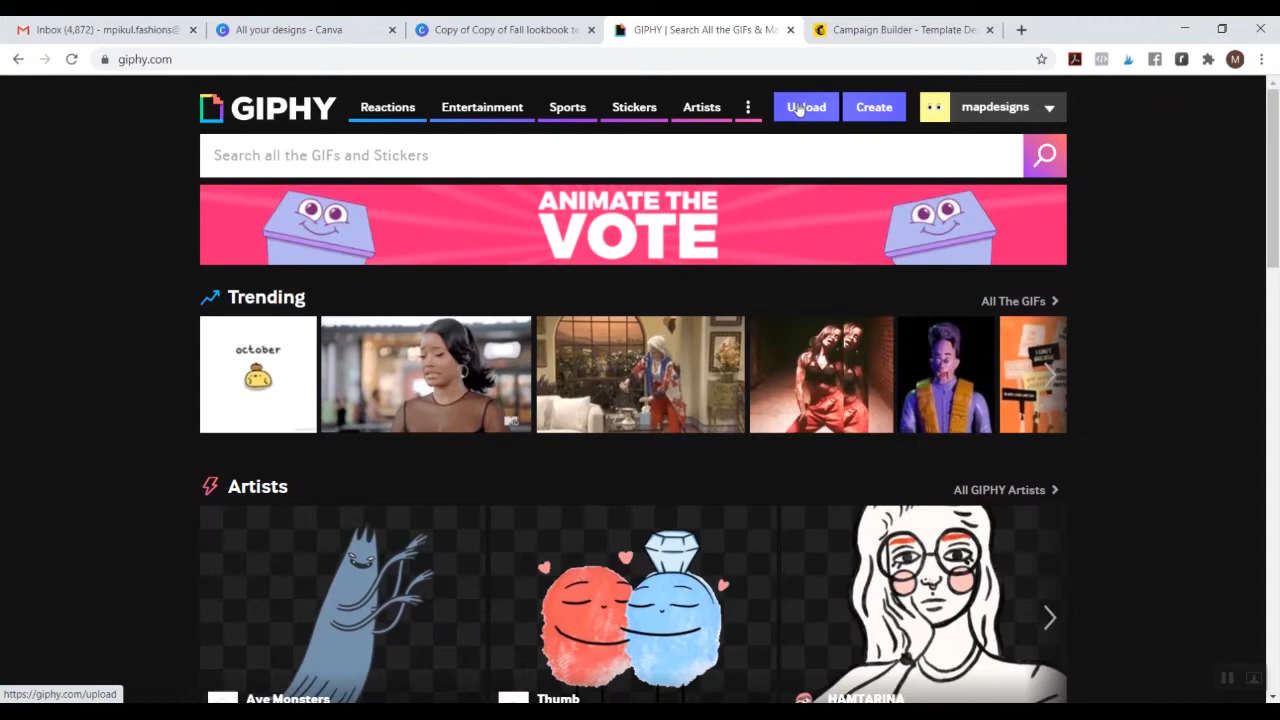 Inbox (4,872) - mpikul.fashions@
All your designs - Canva
Copy of Copy of Fall lookbook te
GIPHY | Search All the GIFs & Ma
Campaign Builder - Template De
giphy.com
M
GIPHY
Reactions
Entertainment
Sports
Stickers
Artists
Upload
Create
mapdesigns
Search all the GIFs and Stickers
ANIMATE THE
VOTE
Trending
All The GIFs
october
Artists
All GIPHY Artists
https://giphy.com/upload
Ave Monsters
Thumb
HAMTARINA